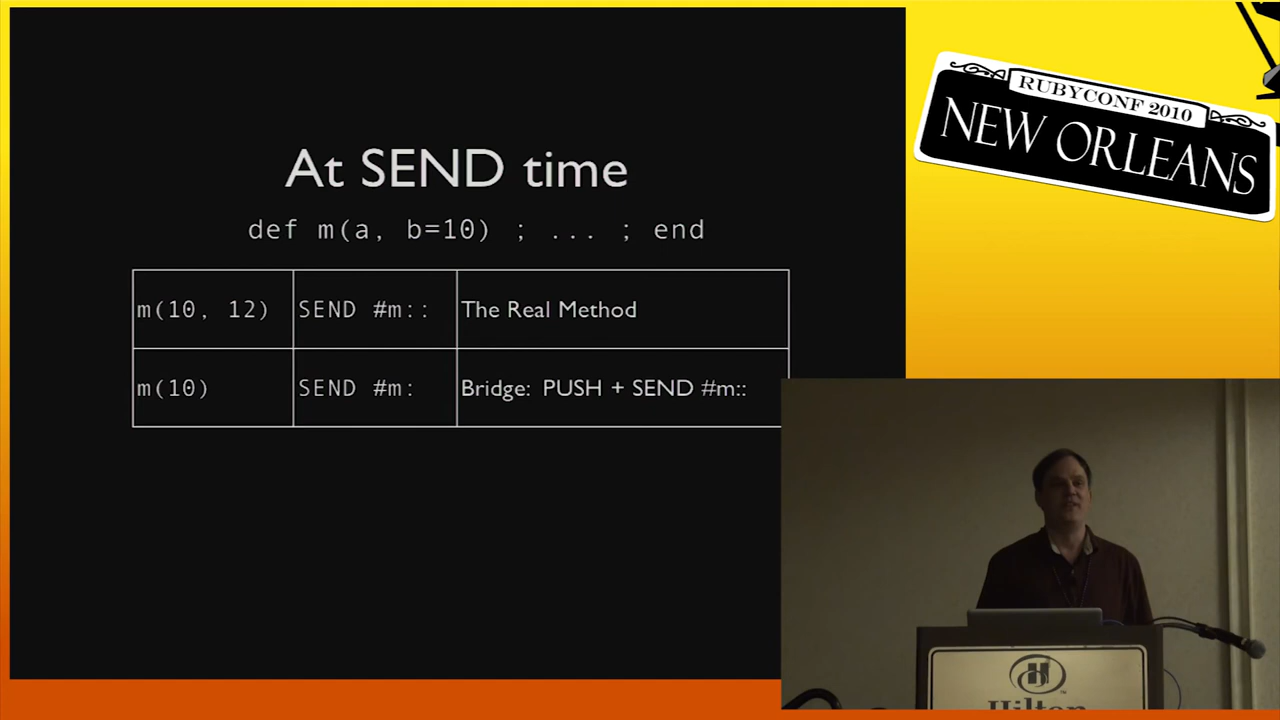 At SEND time
def m(a, b=10) ; ... ; end
m(10, 12) SEND #m:: The Real Method
m(10) SEND #m: Bridge: PUSH + SEND #m::
RUBYCONF 2010
NEW ORLEANS
Hilton